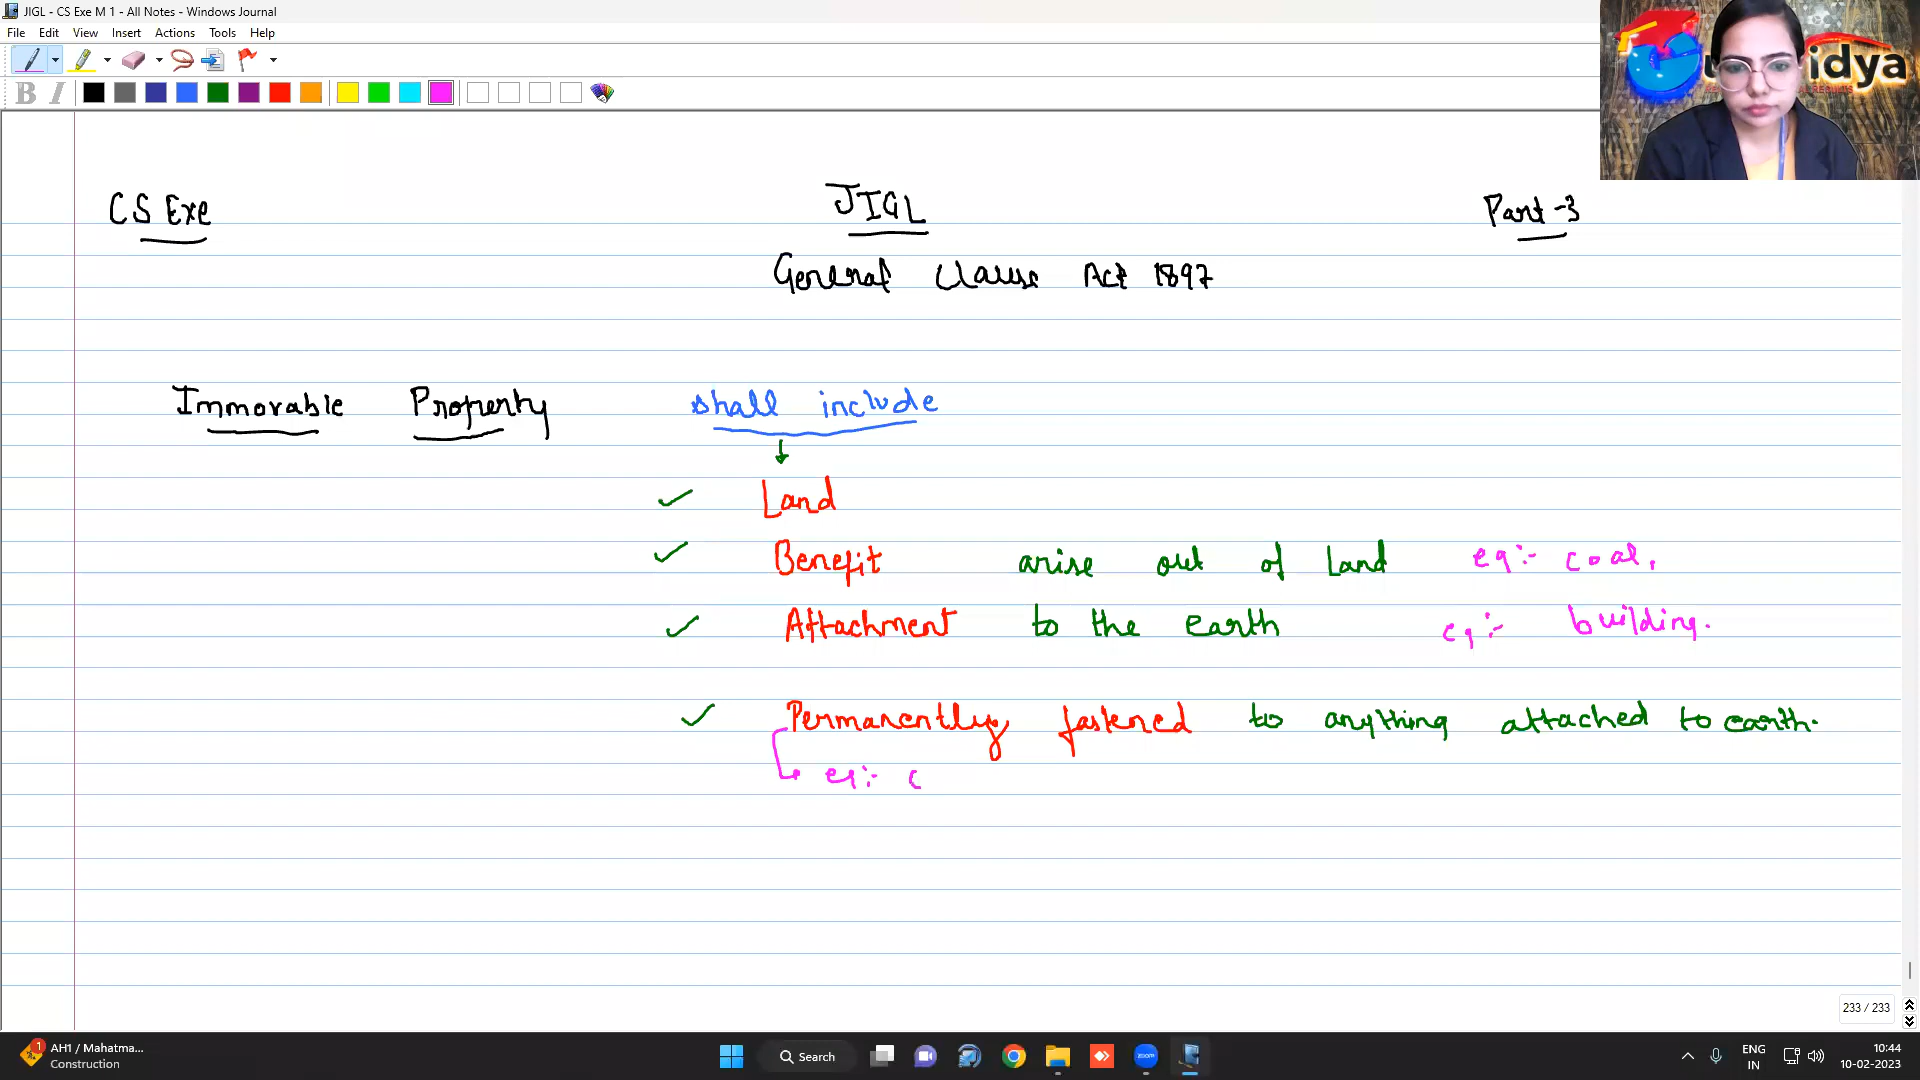 JIGL - CS Exe M 1 - All Notes - Windows Journal
File Edit View Insert Actions Tools Help
B I
idya
CS Exe JIGL Part-3
General Clause Act 1897
Immovable Property shall include
Land
Benefit arise out of Land eg:- coal.
Attachment to the earth eg:- building.
Permanently fastened to anything attached to earth.
eg:- c
233 / 233
1 AH1 / Mahatma...
Construction
Search
zoom
ENG
IN
10:44
10-02-2023